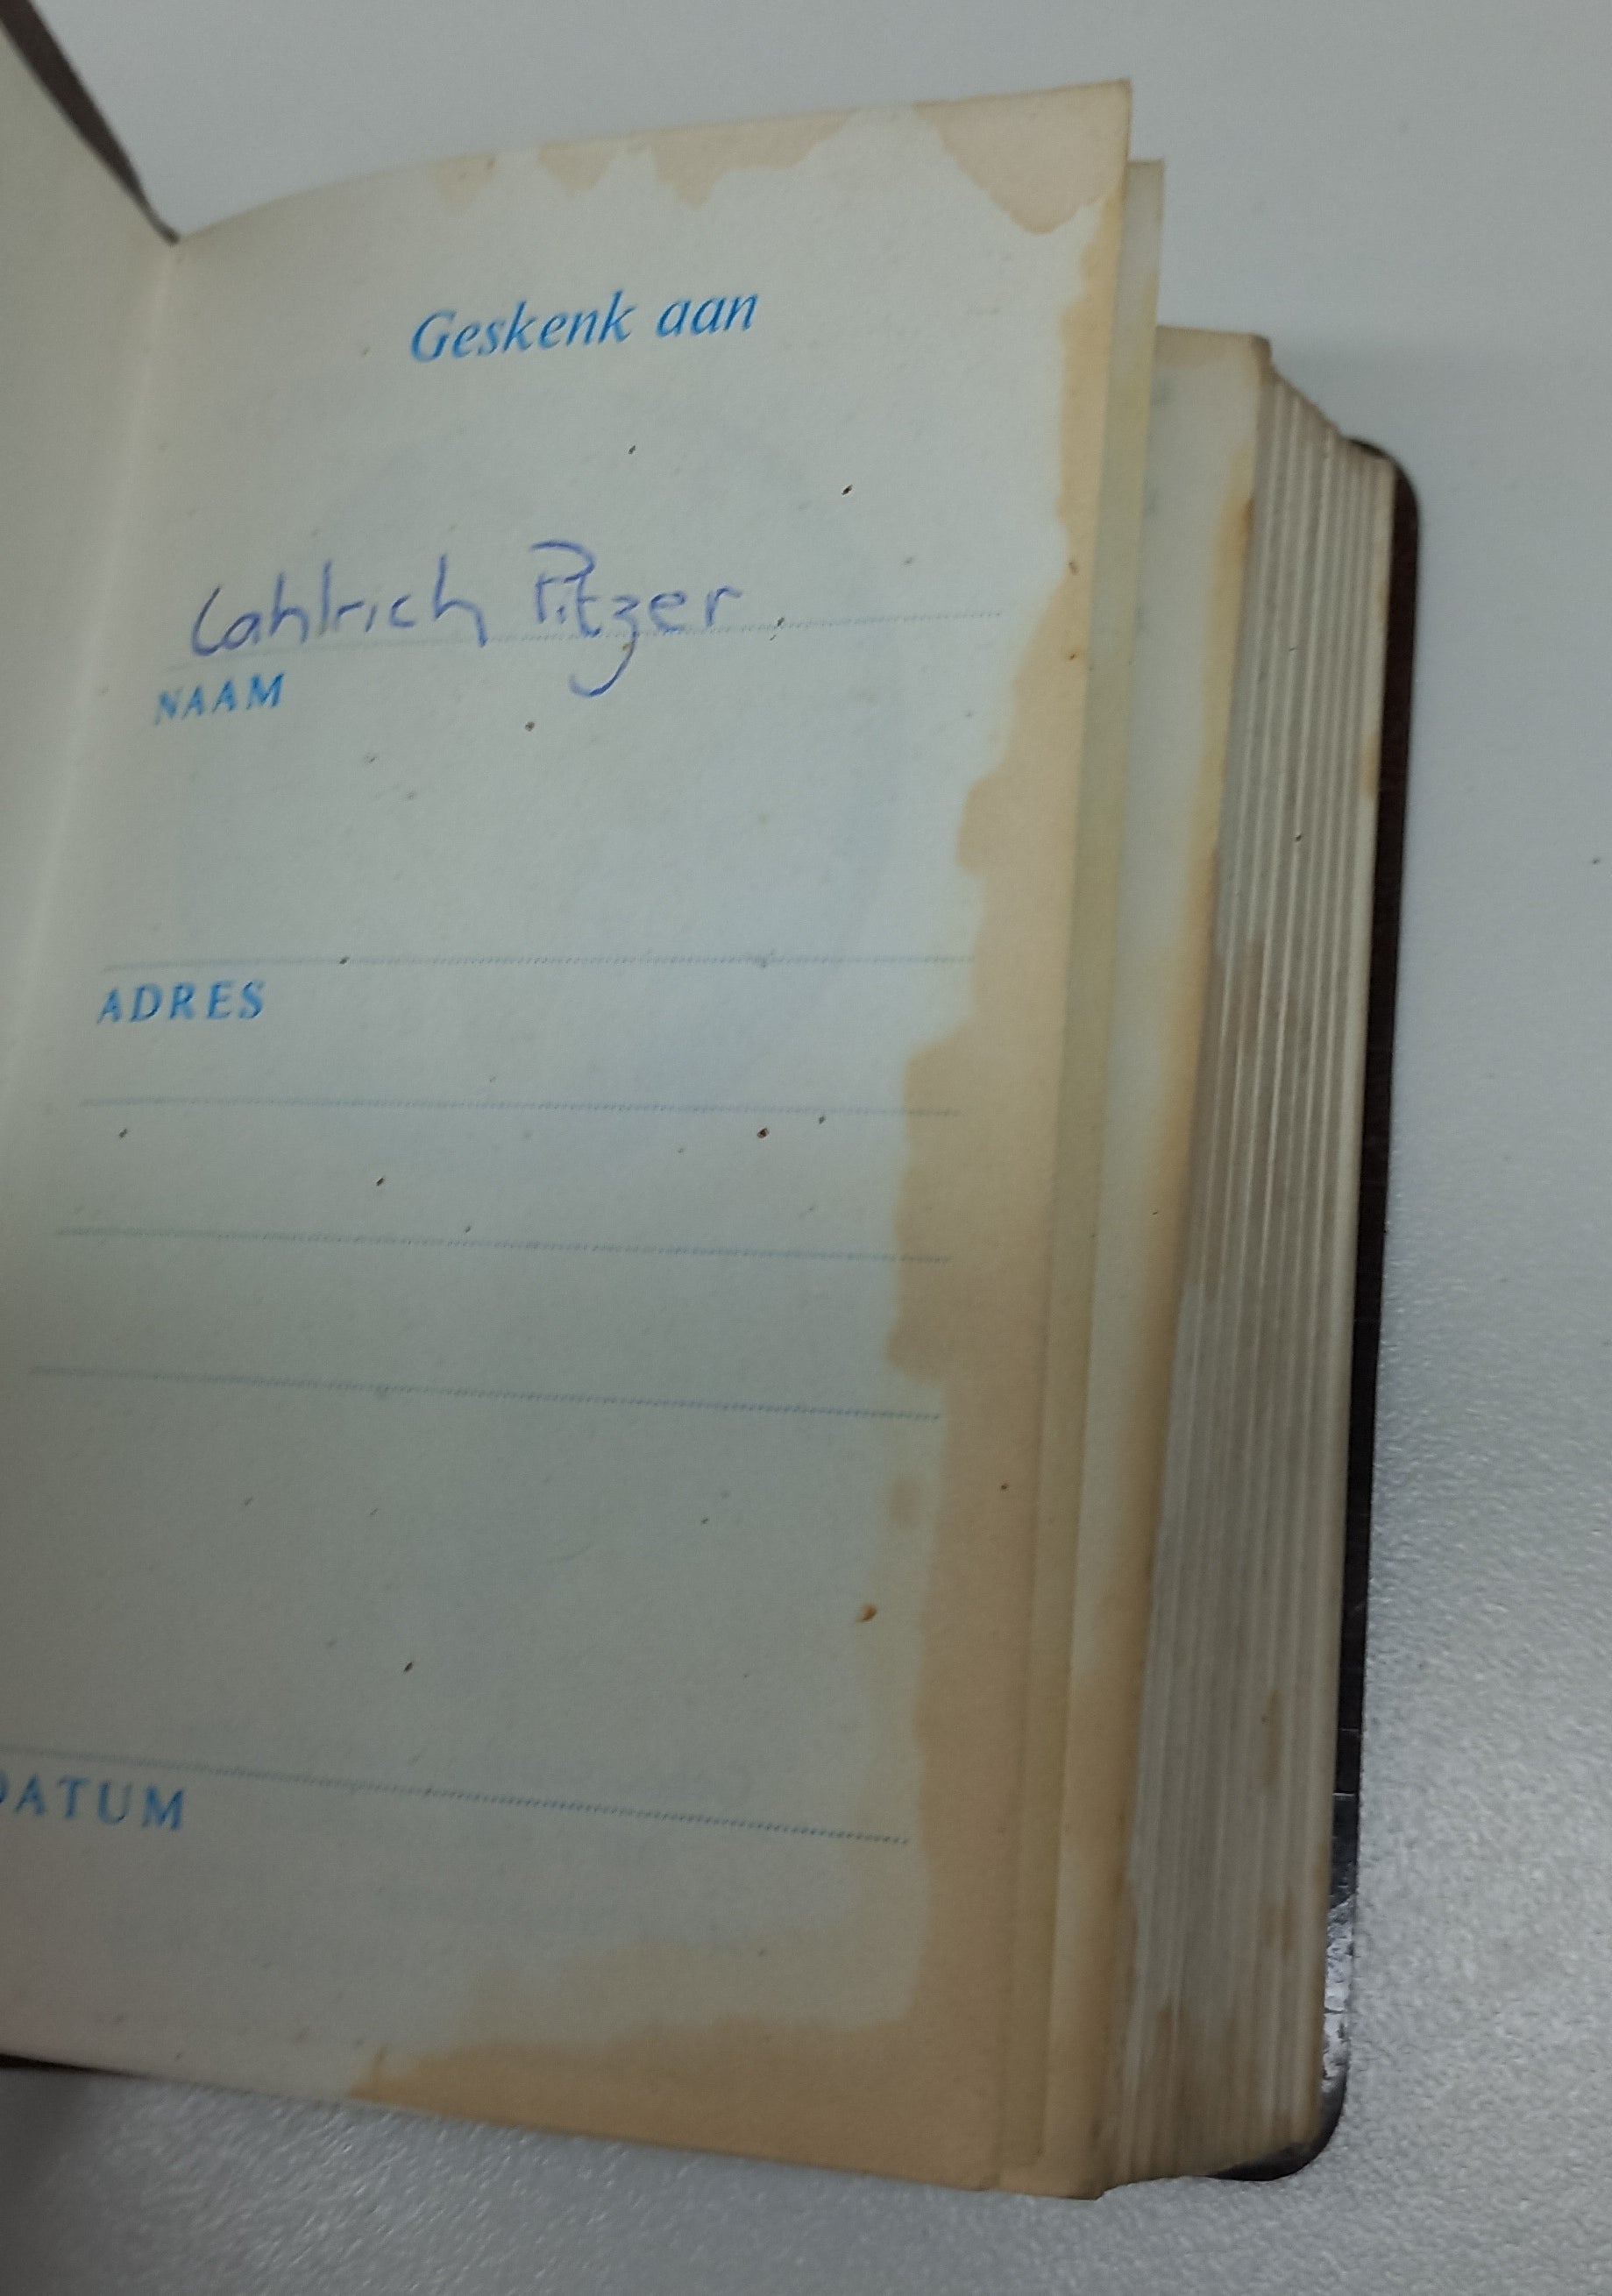 Geskenk aan
Cahlrich Pitzer
NAAM
ADRES
DATUM